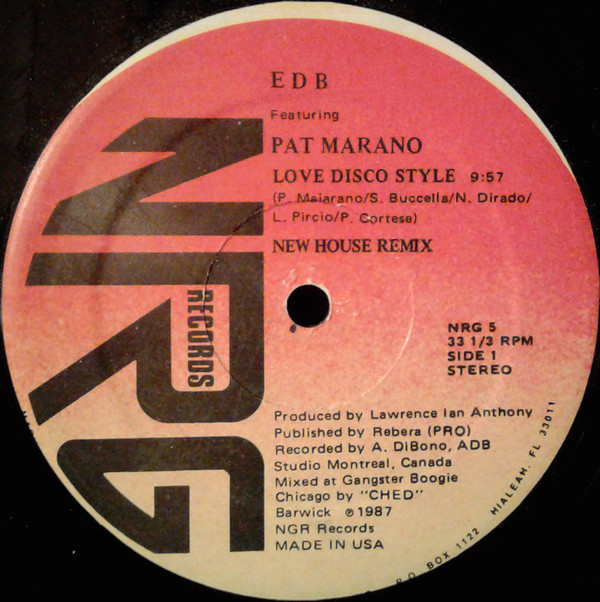 E D B
Featuring
PAT MARANO
LOVE DISCO STYLE 9:57
(P. Maiarano/S. Buccella/N. Dirado/
L. Pircio/P. Cortese)
NEW HOUSE REMIX
NRG
RECORDS
NRG 5
33 1/3 RPM
SIDE 1
STEREO
Produced by Lawrence Ian Anthony
Published by Rebera (PRO)
Recorded by A. DiBono, ADB
Studio Montreal, Canada
Mixed at Gangster Boogie
Chicago by "CHED"
Barwick ℗1987
NGR Records
MADE IN USA
P.O. BOX 1122 HIALEAH, FL 33011